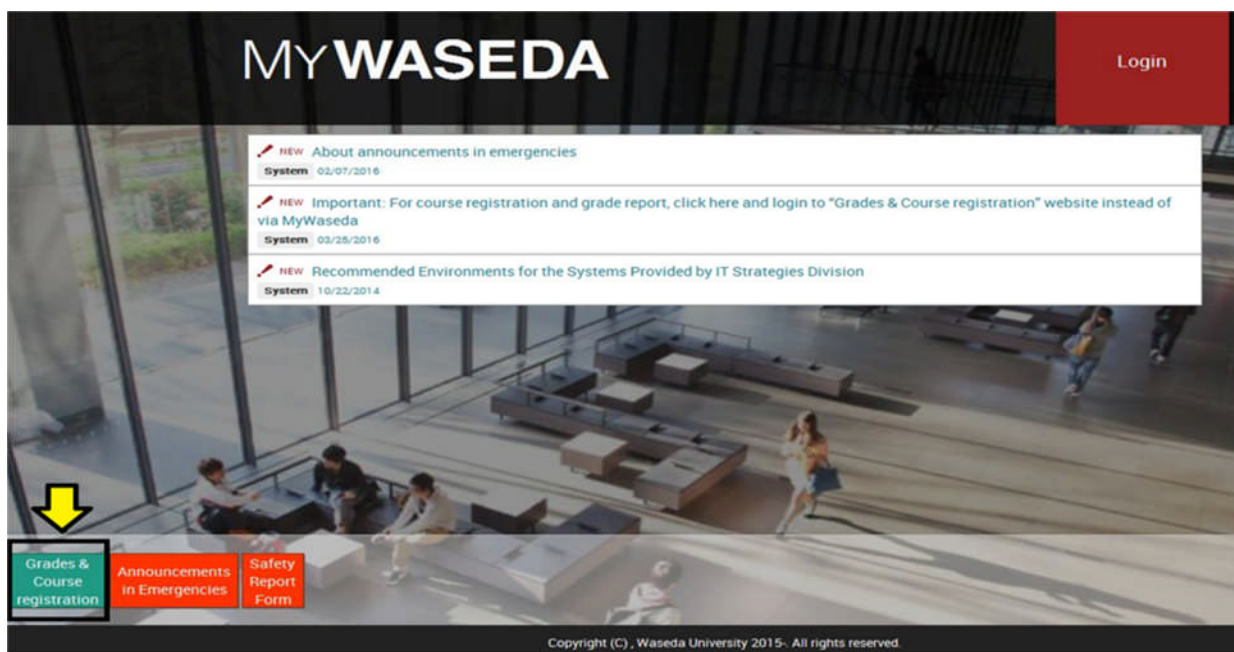 MYWASEDA
Login
NEW About announcements in emergencies
System 02/07/2016
NEW Important: For course registration and grade report, click here and login to "Grades & Course registration" website instead of
via MyWaseda
System 03/25/2016
NEW Recommended Environments for the Systems Provided by IT Strategies Division
System 10/22/2014
Grades &
Course
registration
Announcements
in Emergencies
Safety
Report
Form
Copyright (C) , Waseda University 2015-. All rights reserved.